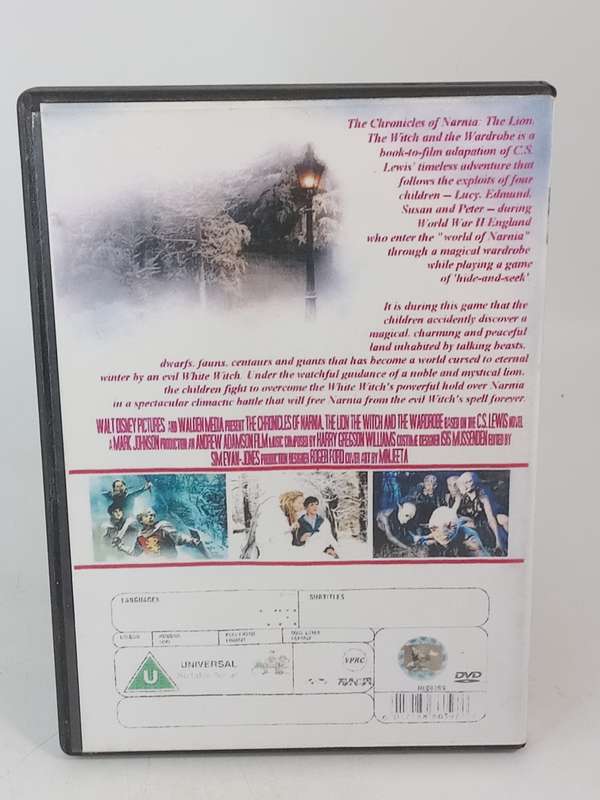 The Chronicles of Narnia: The Lion,
The Witch and the Wardrobe is a
book-to-film adapation of C.S.
Lewis' timeless adventure that
follows the exploits of four
children — Lucy, Edmund,
Susan and Peter — during
World War II England
who enter the "world of Narnia"
through a magical wardrobe
while playing a game
of 'hide-and-seek'
It is during this game that the
children accidently discover a
magical, charming and peaceful
land inhabited by talking beasts,
dwarfs, fauns, centaurs and giants that has become a world cursed to eternal
winter by an evil White Witch. Under the watchful guidance of a noble and mystical lion,
the children fight to overcome the White Witch's powerful hold over Narnia
in a spectacular climactic battle that will free Narnia from the evil Witch's spell forever.
WALT DISNEY PICTURES AND WALDEN MEDIA PRESENT THE CHRONICLES OF NARNIA, THE LION THE WITCH AND THE WARDROBE BASED ON THE C.S. LEWIS NOVEL
A MARK JOHNSON PRODUCTION AN ANDREW ADAMSON FILM MUSIC COMPOSED BY HARRY GREGSON WILLIAMS COSTUME DESIGNER ISIS MUSSENDEN EDITED BY
SIM EVAN-JONES PRODUCTION DESIGNER ROGER FORD COVER ART BY MINJEETA
LANGUAGES
SUBTITLES
U
UNIVERSAL
VPRC
DVD